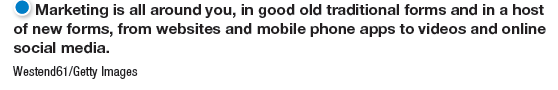 Marketing is all around you, in good old traditional forms and in a host
of new forms, from websites and mobile phone apps to videos and online
social media.
Westend61/Getty Images